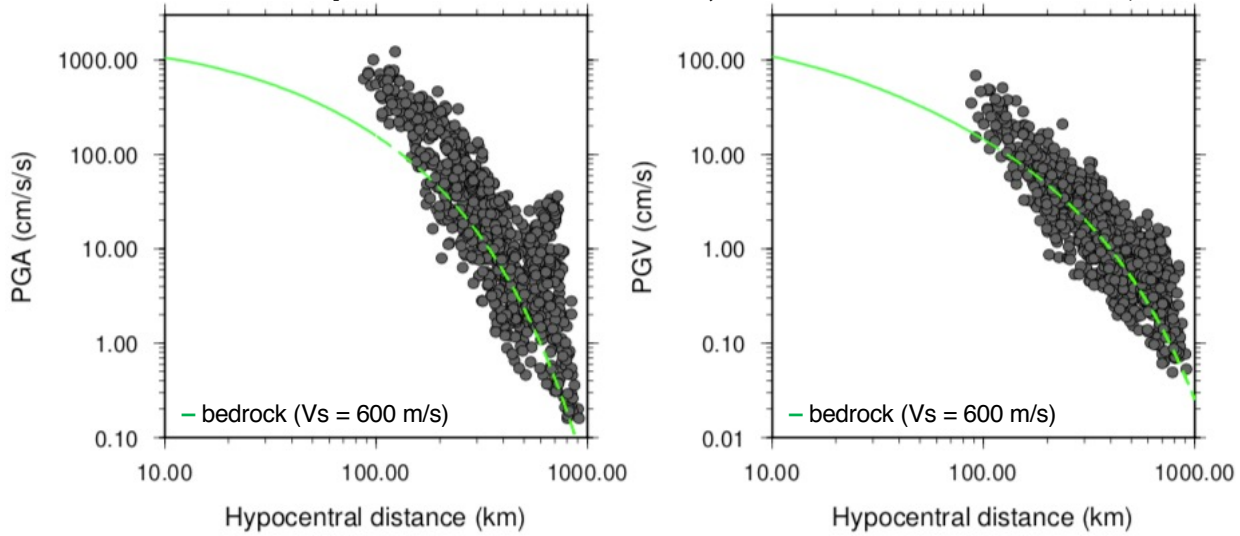 PGA (cm/s/s)
1000.00
100.00
10.00
1.00
0.10
10.00
100.00
1000.00
Hypocentral distance (km)
bedrock (Vs = 600 m/s)
PGV (cm/s)
100.00
10.00
1.00
0.10
0.01
10.00
100.00
1000.00
Hypocentral distance (km)
bedrock (Vs = 600 m/s)